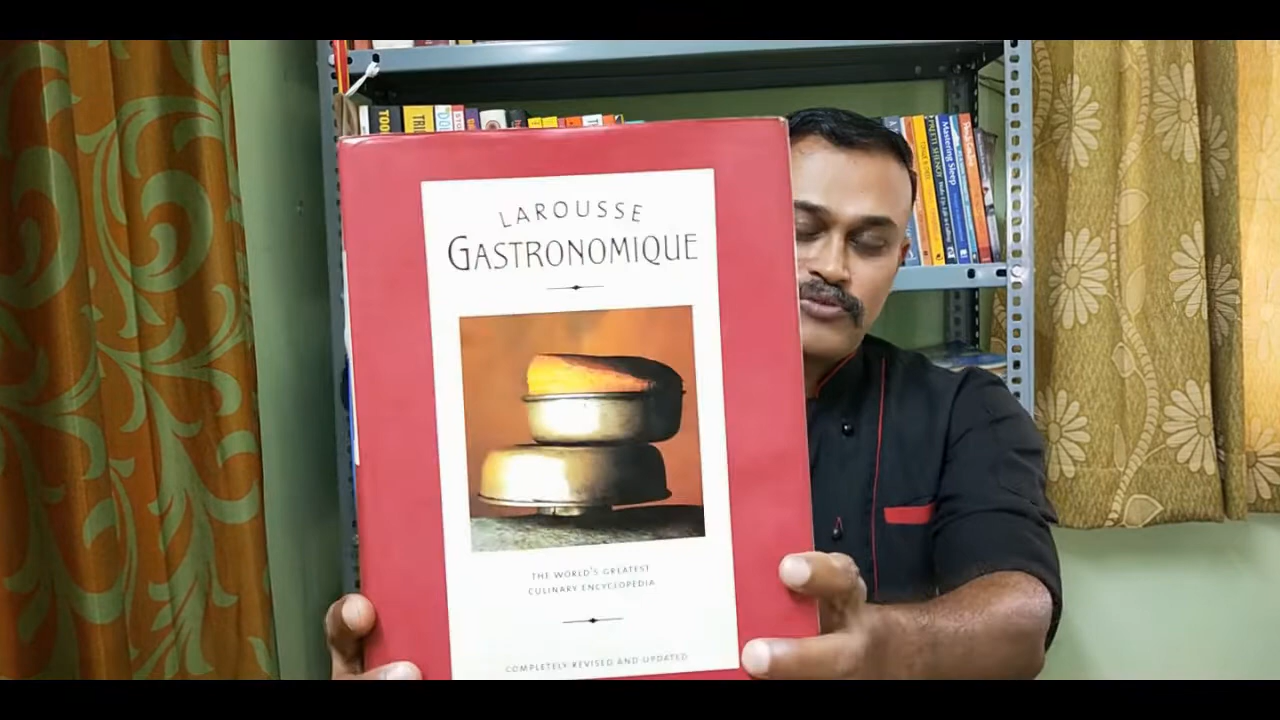 LAROUSSE
GASTRONOMIQUE
THE WORLD'S GREATEST
CULINARY ENCYCLOPEDIA
COMPLETELY REVISED AND UPDATED
Mastering Sleep